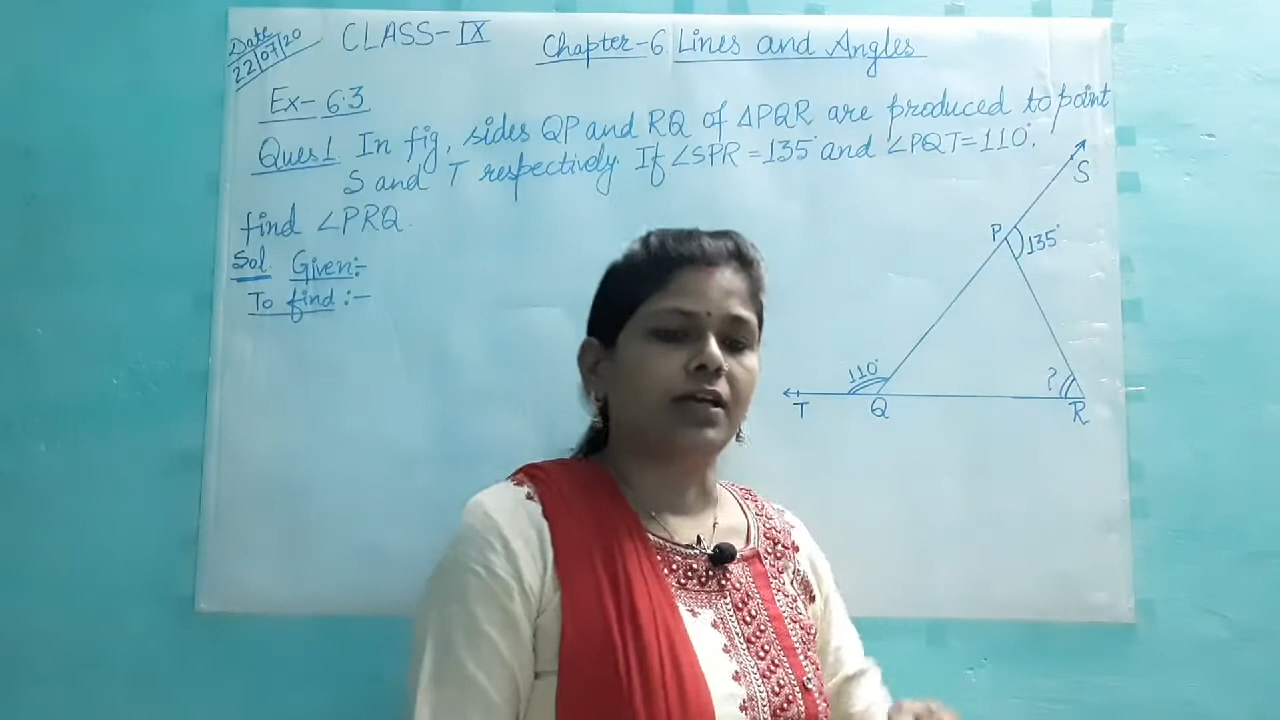 Date
22/07/20
CLASS-IX
Chapter-6 Lines and Angles
Ex- 6.3
Ques1 In fig, sides QP and RQ of △PQR are produced to point
S and T respectively. If ∠SPR =135° and ∠PQT=110°.
find ∠PRQ.
Sol. Given:-
To find :-
S
P
135°
110°
?
T
Q
R